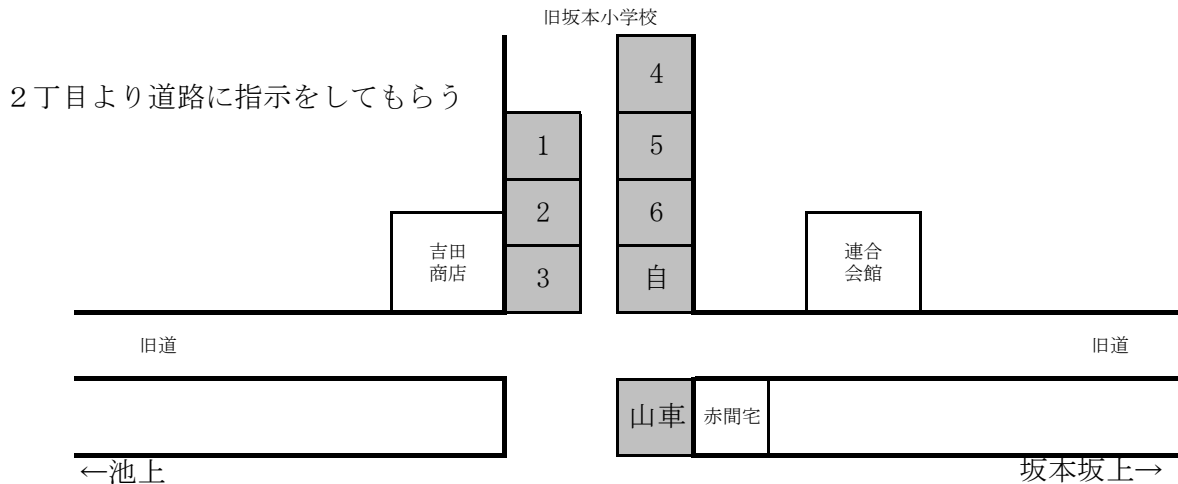 旧坂本小学校
4
２丁目より道路に指示をしてもらう
1
5
2
6
吉田
商店
3
自
連合
会館
旧道
旧道
山車
赤間宅
←池上
坂本坂上→